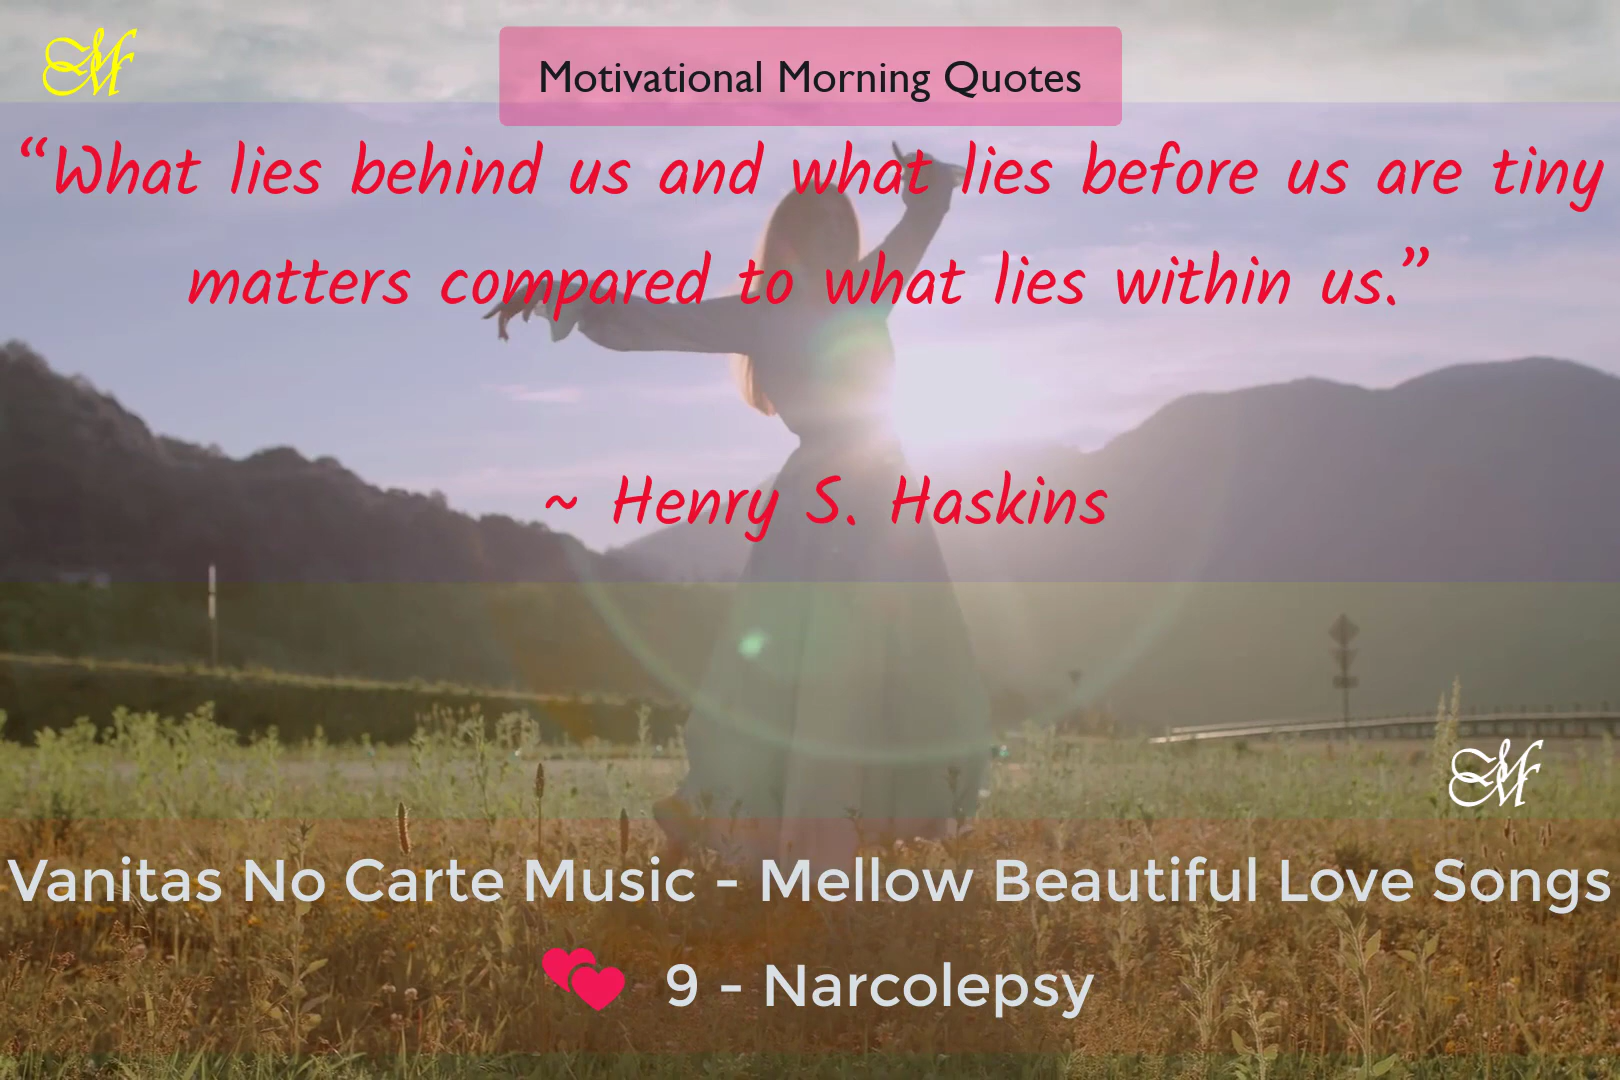 Motivational Morning Quotes
“What lies behind us and what lies before us are tiny
matters compared to what lies within us.”
~ Henry S. Haskins
Vanitas No Carte Music - Mellow Beautiful Love Songs
9 - Narcolepsy